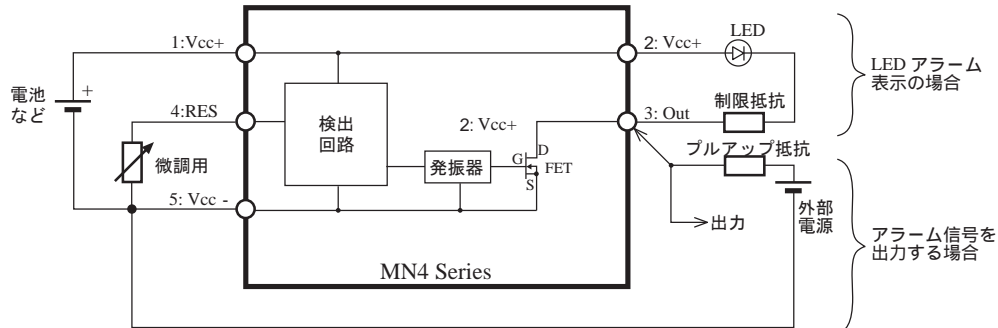 1:Vcc+
2: Vcc+
LED
LED アラーム
表示の場合
電池
など
+
4:RES
検出
回路
2: Vcc+
3: Out
制限抵抗
微調用
発振器
G
D
S
FET
プルアップ抵抗
5: Vcc -
出力
外部
電源
アラーム信号を
出力する場合
MN4 Series